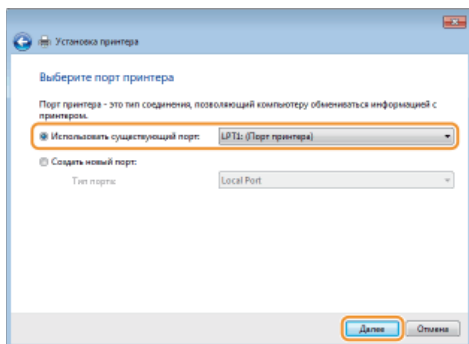 Установка принтера
Выберите порт принтера
Порт принтера - это тип соединения, позволяющий компьютеру обмениваться информацией с
принтером.
Использовать существующий порт: LPT1: (Порт принтера)
Создать новый порт:
Тип порта: Local Port
Далее Отмена